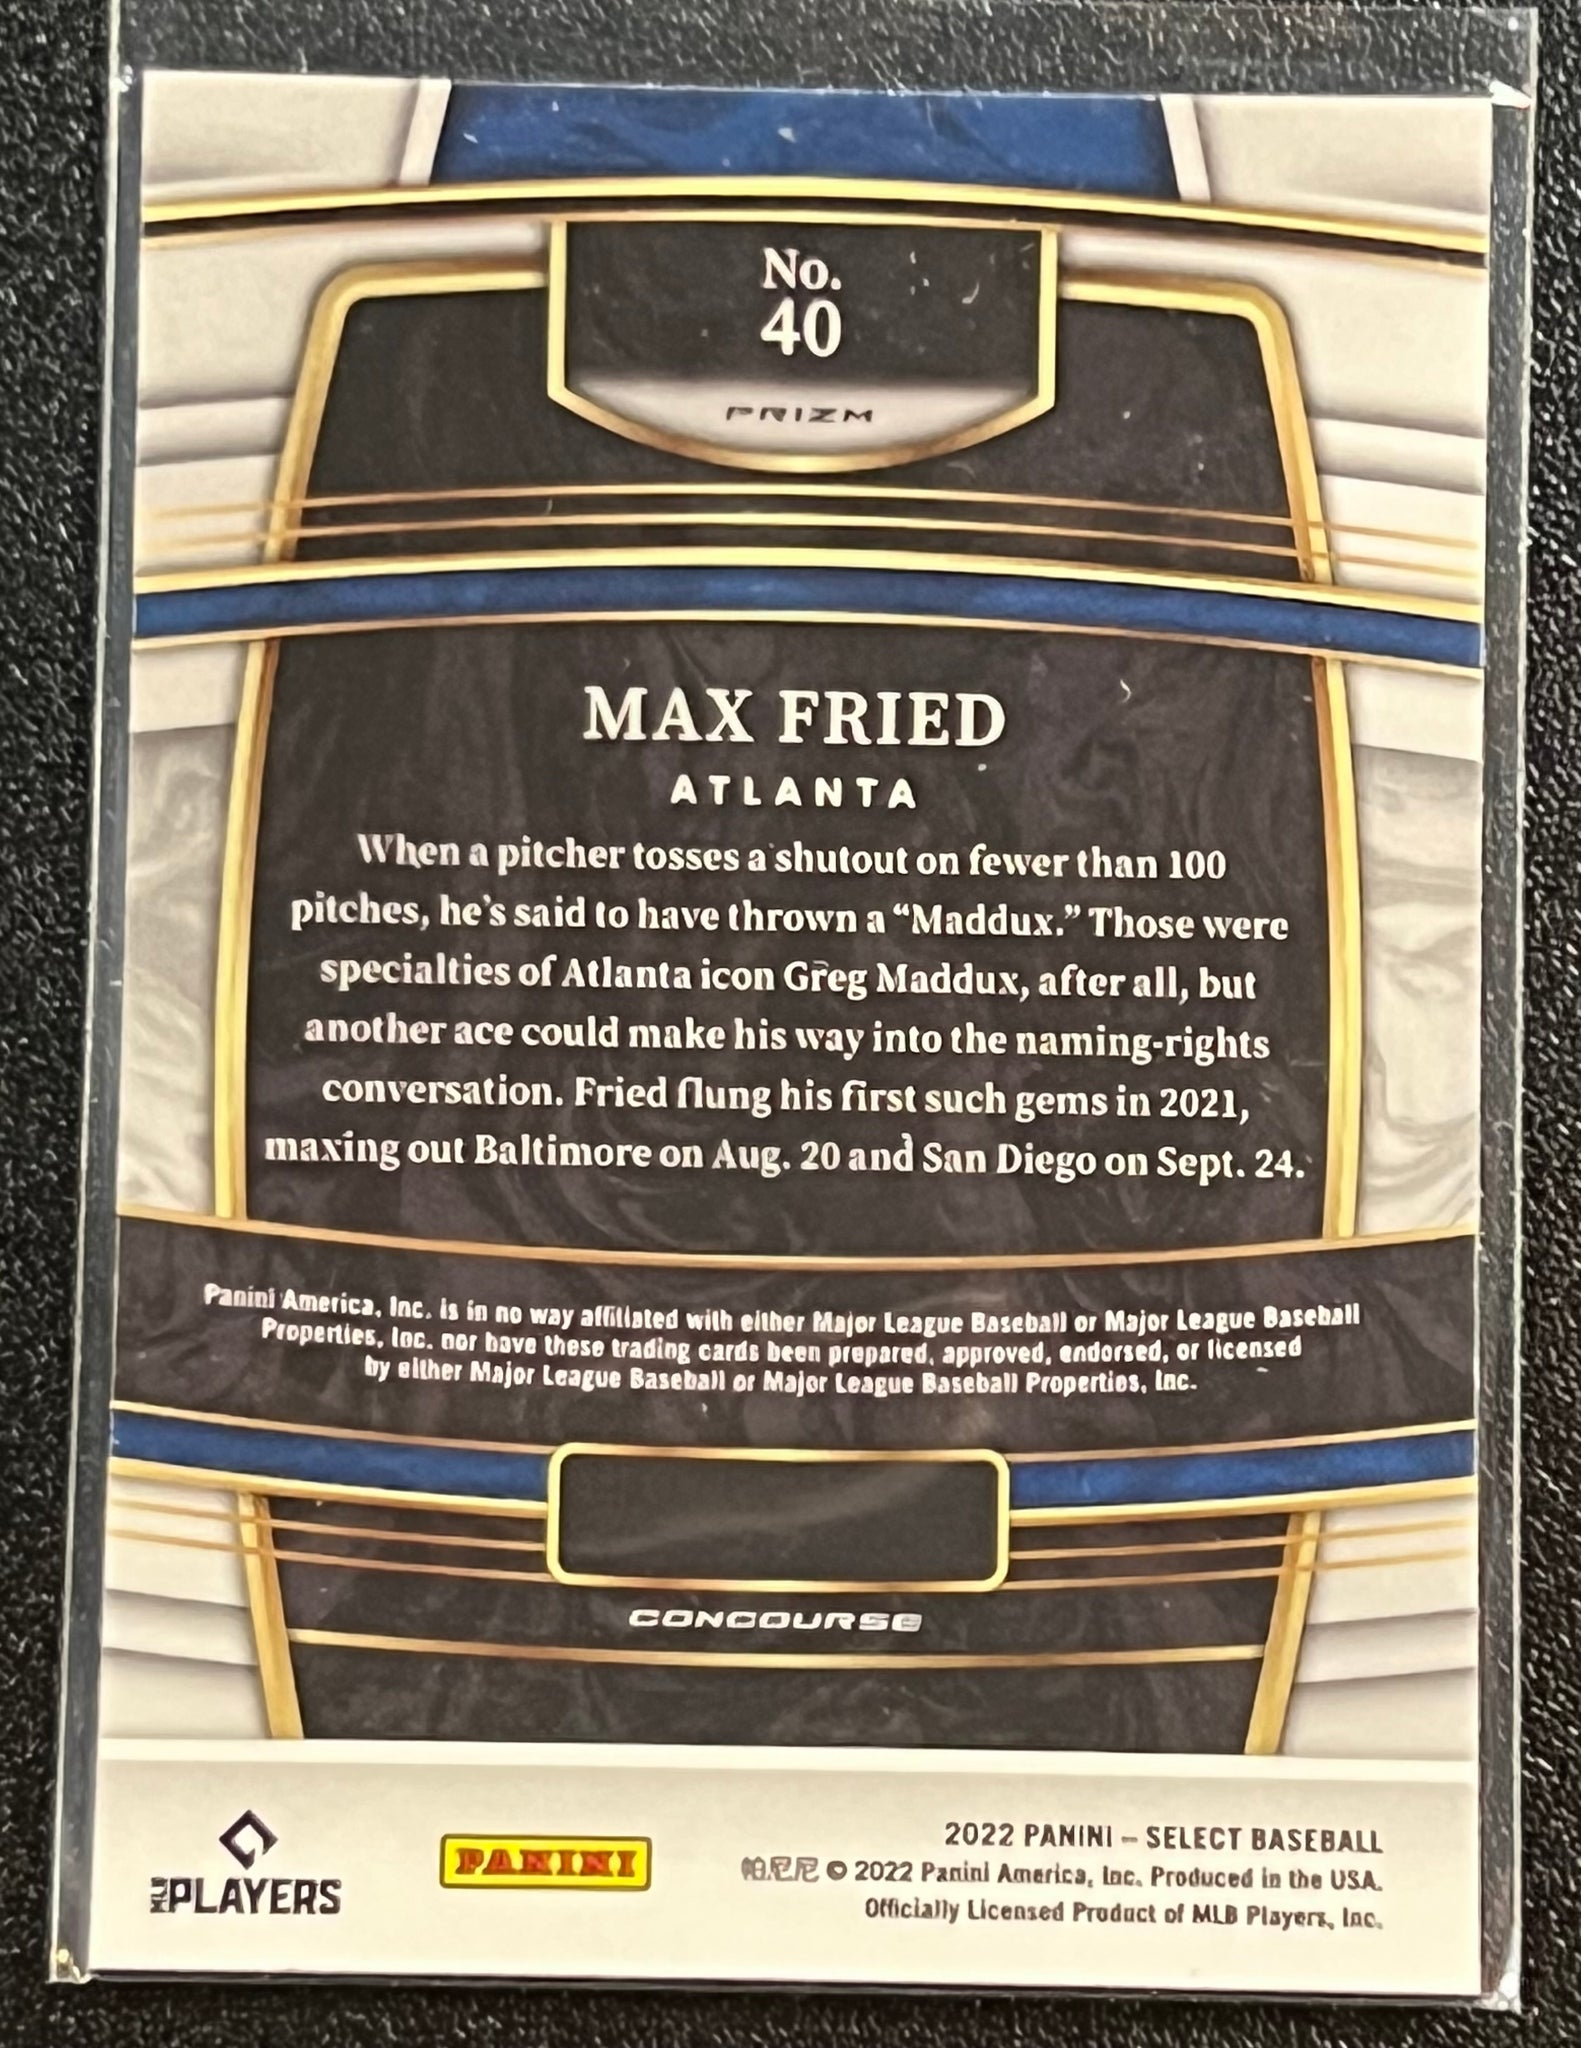 No.
40
PRIZM
MAX FRIED
ATLANTA
When a pitcher tosses a shutout on fewer than 100
pitches, he's said to have thrown a “Maddux.” Those were
specialties of Atlanta icon Greg Maddux, after all, but
another ace could make his way into the naming-rights
conversation. Fried flung his first such gems in 2021,
maxing out Baltimore on Aug. 20 and San Diego on Sept. 24.
Panini America, Inc. is in no way affiliated with either Major League Baseball or Major League Baseball
Properties, Inc. nor have these trading cards been prepared, approved, endorsed, or licensed
by either Major League Baseball or Major League Baseball Properties, Inc.
CONCOURSE
MLB PLAYERS
PANINI
2022 PANINI – SELECT BASEBALL
帕尼尼 © 2022 Panini America, Inc. Produced in the USA.
Officially Licensed Product of MLB Players, Inc.